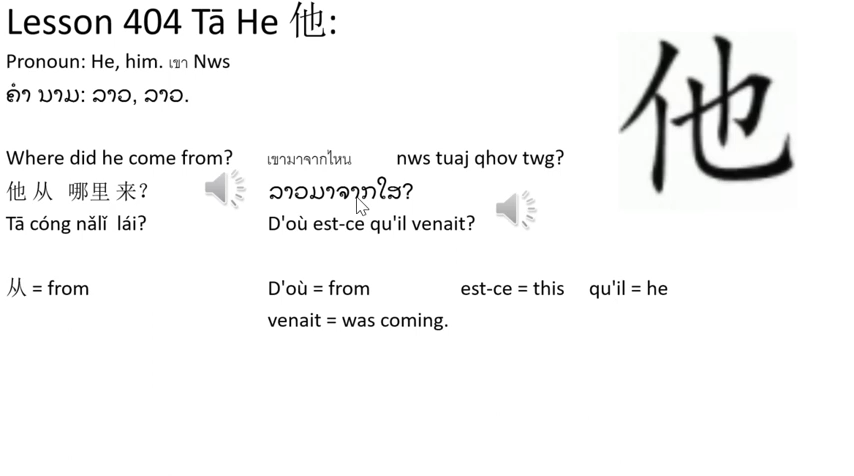 Lesson 404 Tā He 他:
Pronoun: He, him. เขา Nws
ຄຳ ນາມ: ລາວ, ລາວ.
Where did he come from? เขามาจากไหน nws tuaj qhov twg?
他 从 哪里 来? ລາວມາຈາກໃສ?
Tā cóng nǎlǐ lái? D'où est-ce qu'il venait?
从 = from D'où = from est-ce = this qu'il = he
venait = was coming.
他